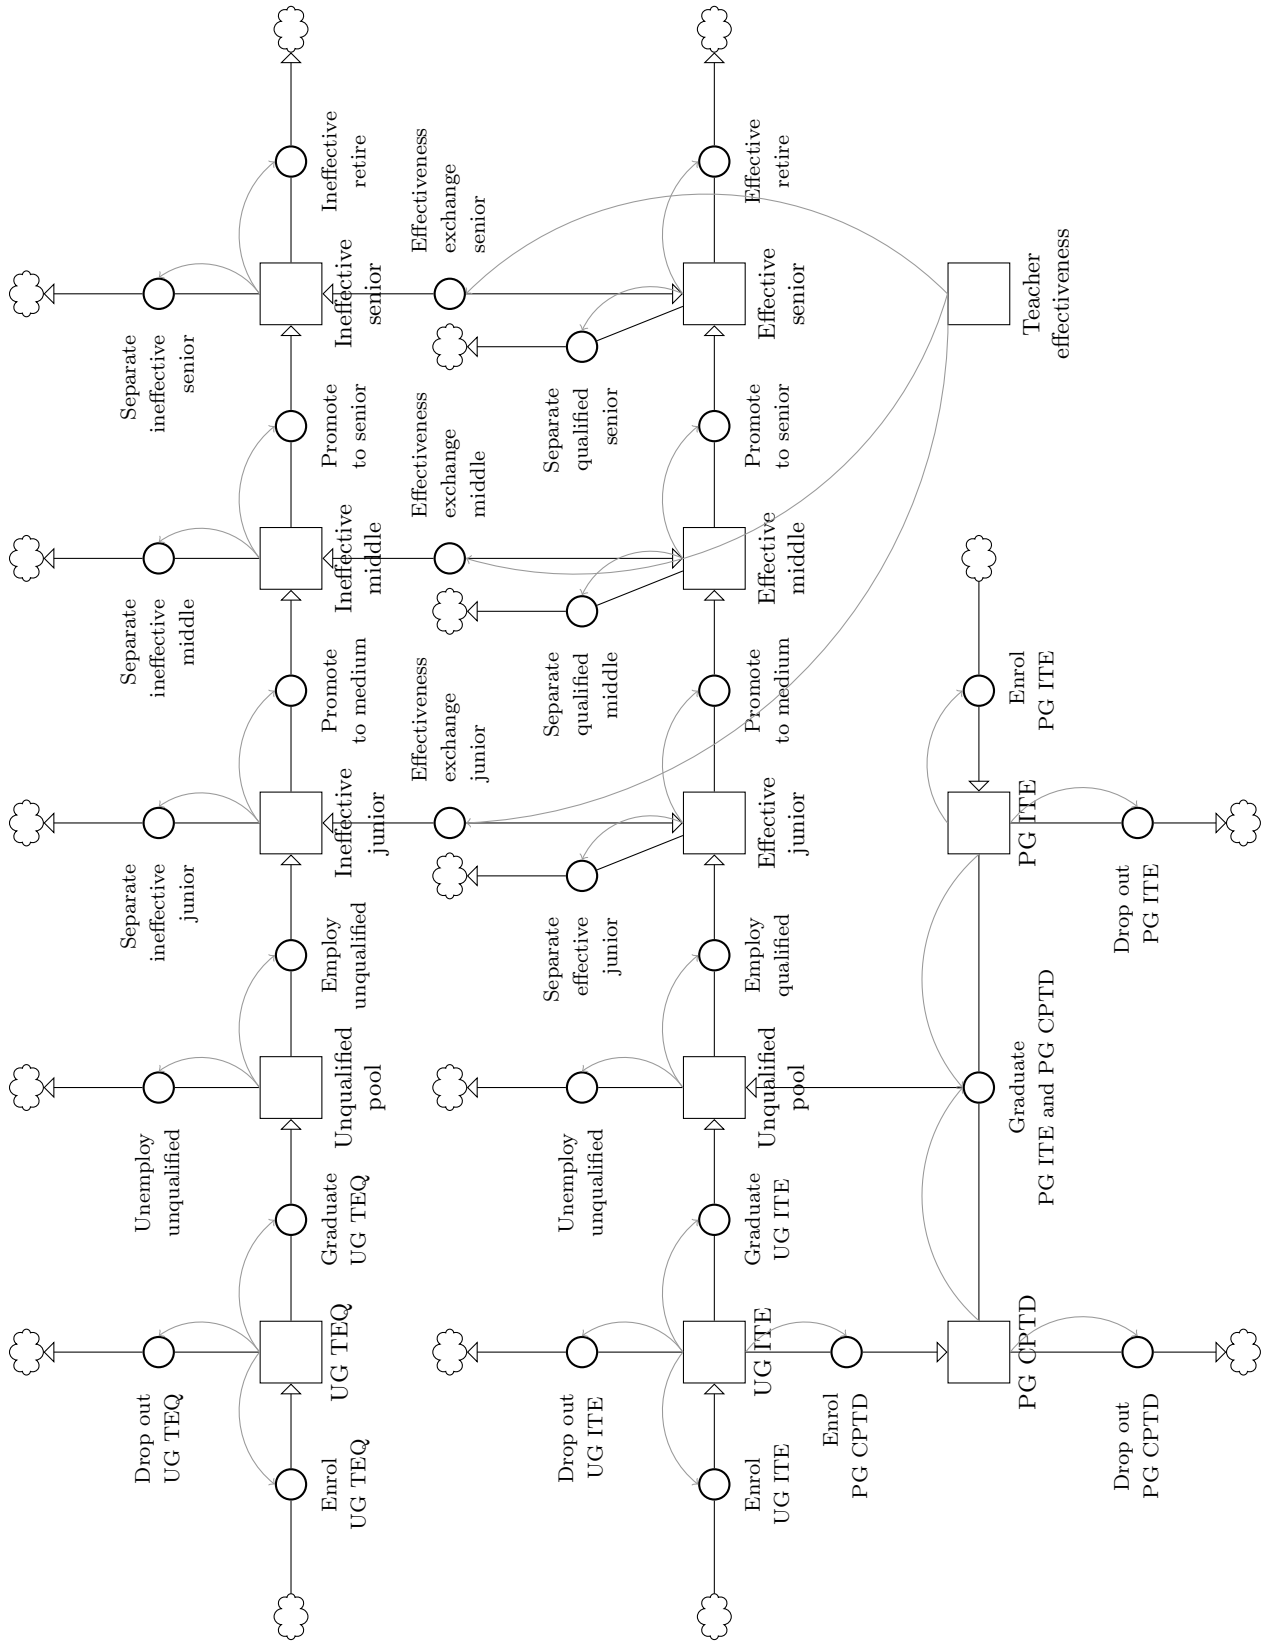 Separate
ineffective
senior
Ineffective
retire
Ineffective
senior
Effectiveness
exchange
senior
Effective
retire
Effective
senior
Teacher
effectiveness
Separate
ineffective
middle
Promote
to senior
Ineffective
middle
Effectiveness
exchange
middle
Separate
qualified
senior
Promote
to senior
Effective
middle
Separate
ineffective
junior
Promote
to medium
Ineffective
junior
Effectiveness
exchange
junior
Separate
qualified
middle
Promote
to medium
Effective
junior
Enrol
PG ITE
PG ITE
Drop out
PG ITE
Unemploy
unqualified
Employ
unqualified
Unqualified
pool
Separate
effective
junior
Employ
qualified
Unqualified
pool
Unemploy
unqualified
Graduate
PG ITE and PG CPTD
Drop out
UG TEQ
Graduate
UG TEQ
UG TEQ
Enrol
UG TEQ
Drop out
UG ITE
Graduate
UG ITE
UG ITE
Enrol
UG ITE
Enrol
PG CPTD
PG CPTD
Drop out
PG CPTD